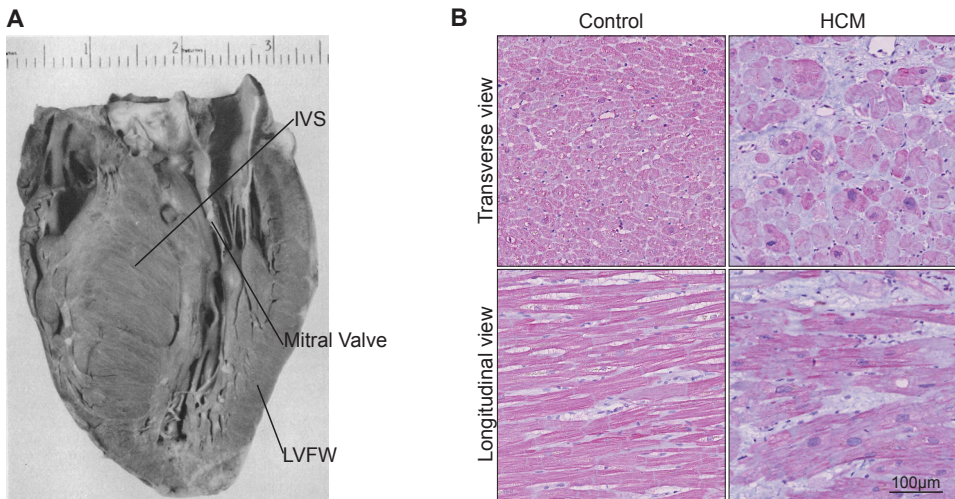 A
1
2
3
IVS
Mitral Valve
LVFW
B
Control
HCM
Transverse view
Longitudinal view
100μm